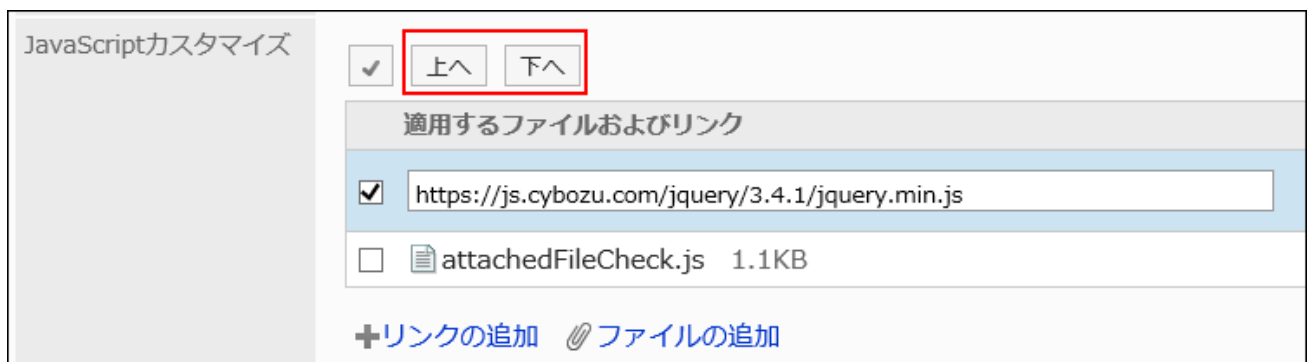 JavaScriptカスタマイズ
上へ 下へ
適用するファイルおよびリンク
https://js.cybozu.com/jquery/3.4.1/jquery.min.js
attachedFileCheck.js 1.1KB
リンクの追加 ファイルの追加